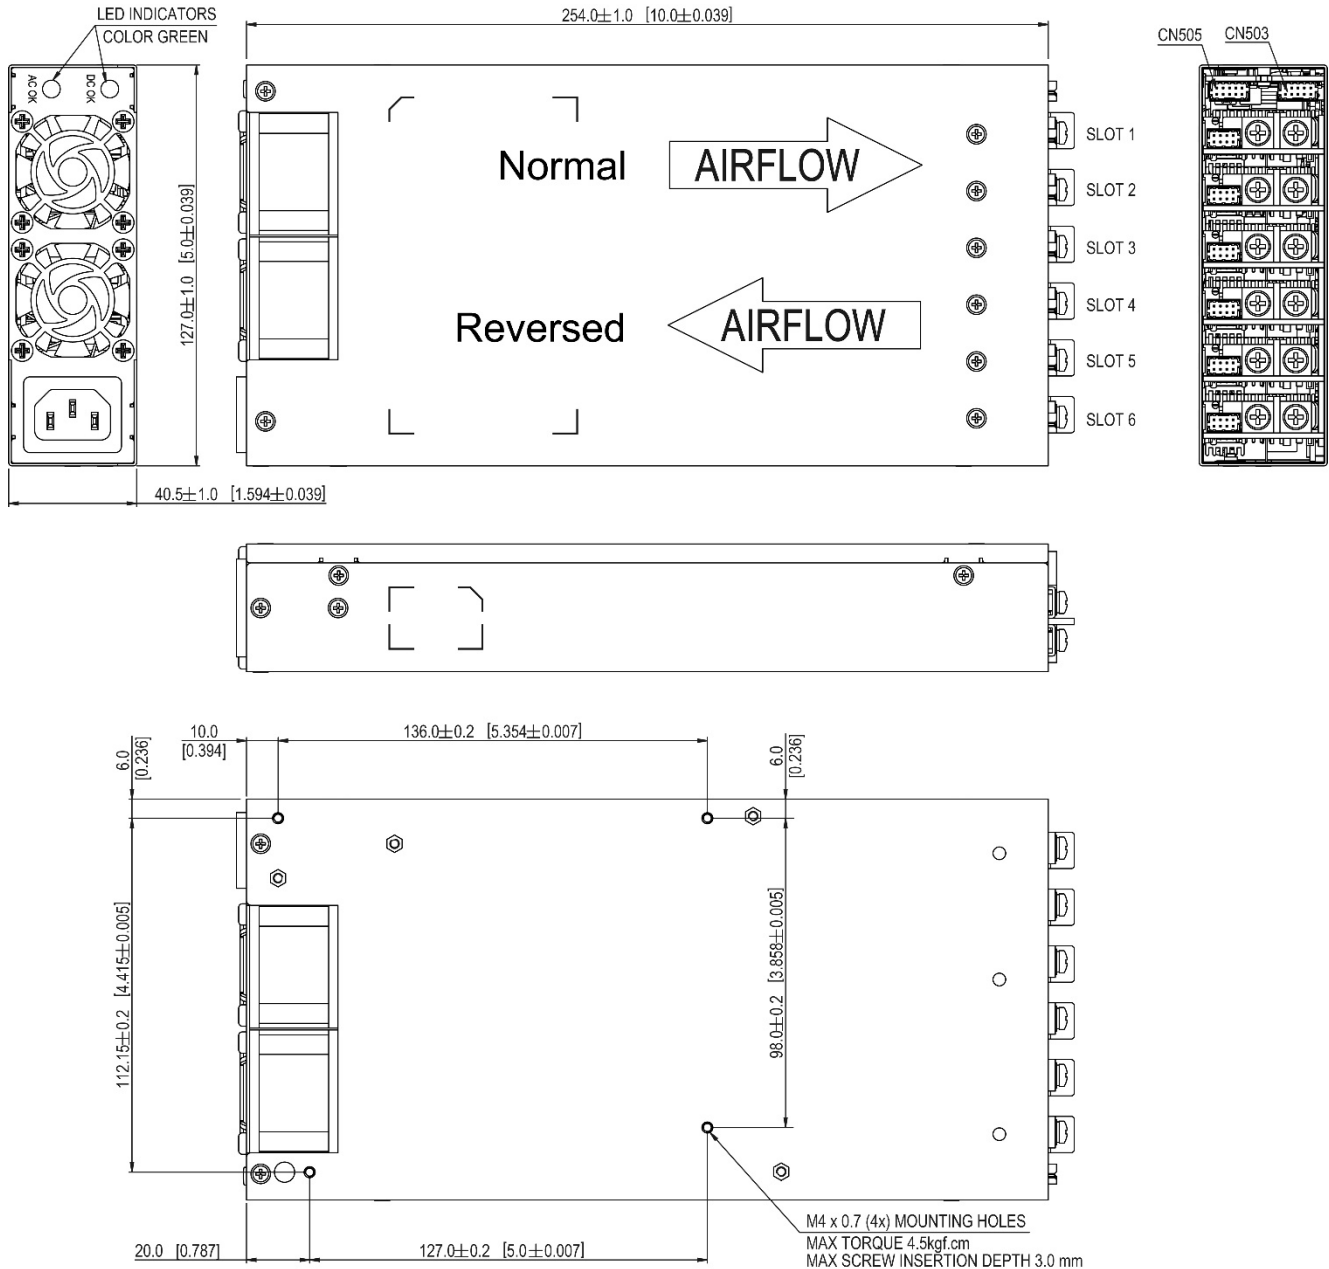 LED INDICATORS
COLOR GREEN
254.0±1.0 [10.0±0.039]
CN505
CN503
AC OK
DC OK
127.0±1.0 [5.0±0.039]
Normal
AIRFLOW
Reversed
AIRFLOW
SLOT 1
SLOT 2
SLOT 3
SLOT 4
SLOT 5
SLOT 6
40.5±1.0 [1.594±0.039]
10.0
[0.394]
136.0±0.2 [5.354±0.007]
6.0
[0.236]
6.0
[0.236]
112.15±0.2 [4.415±0.005]
98.0±0.2 [3.858±0.005]
20.0 [0.787]
127.0±0.2 [5.0±0.007]
M4 x 0.7 (4x) MOUNTING HOLES
MAX TORQUE 4.5kgf.cm
MAX SCREW INSERTION DEPTH 3.0 mm